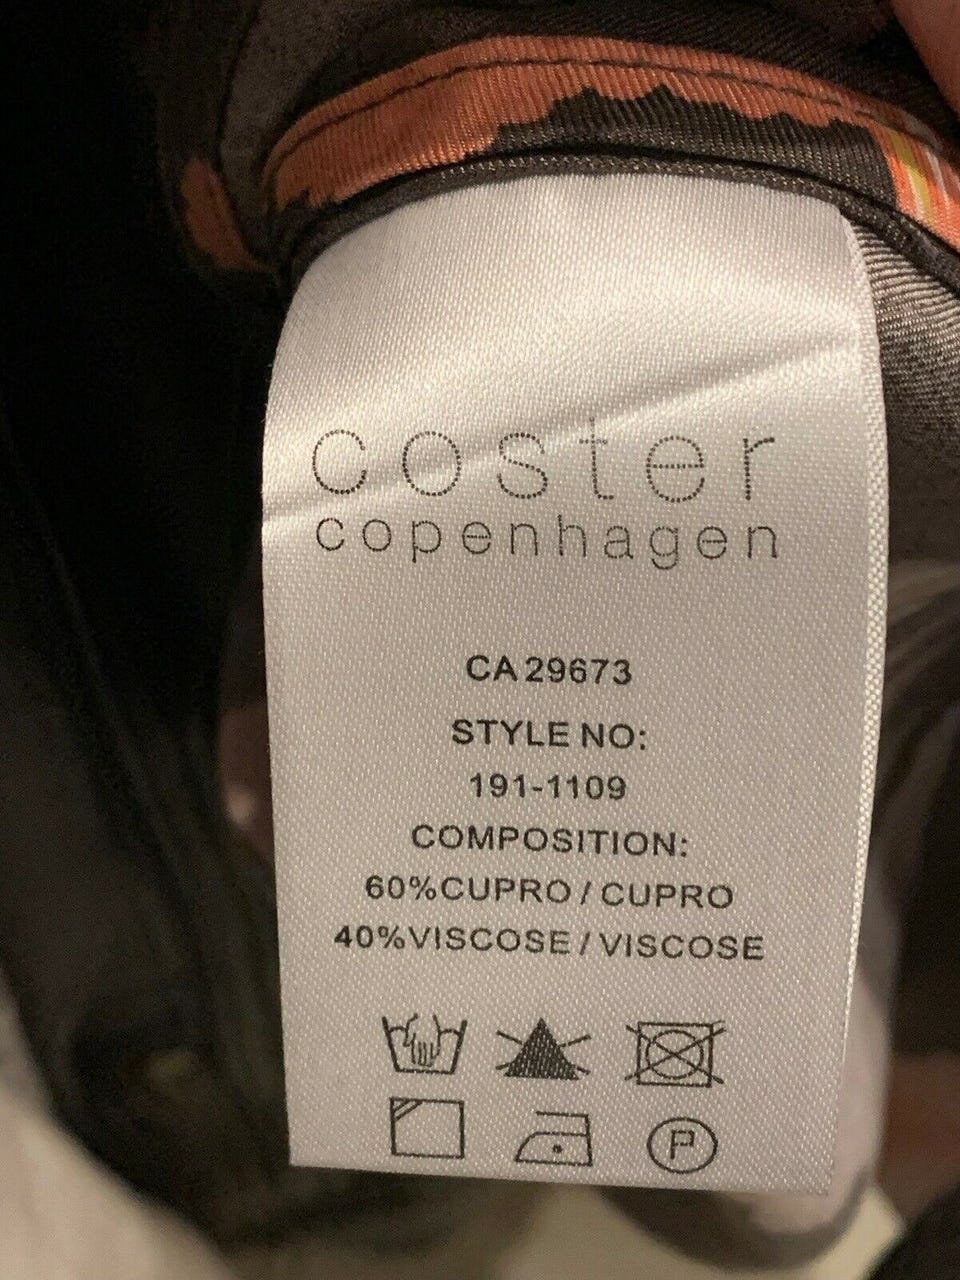 coster
copenhagen
CA 29673
STYLE NO:
191-1109
COMPOSITION:
60%CUPRO / CUPRO
40%VISCOSE / VISCOSE
P